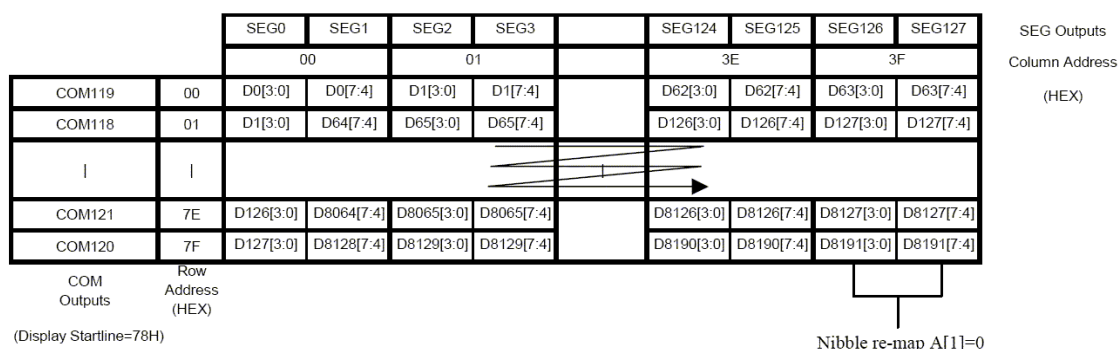 SEG0 SEG1 SEG2 SEG3 SEG124 SEG125 SEG126 SEG127 SEG Outputs
00 01 3E 3F Column Address
COM119 00 D0[3:0] D0[7:4] D1[3:0] D1[7:4] D62[3:0] D62[7:4] D63[3:0] D63[7:4] (HEX)
COM118 01 D1[3:0] D64[7:4] D65[3:0] D65[7:4] D126[3:0] D126[7:4] D127[3:0] D127[7:4]
| | |
COM121 7E D126[3:0] D8064[7:4] D8065[3:0] D8065[7:4] D8126[3:0] D8126[7:4] D8127[3:0] D8127[7:4]
COM120 7F D127[3:0] D8128[7:4] D8129[3:0] D8129[7:4] D8190[3:0] D8190[7:4] D8191[3:0] D8191[7:4]
COM
Outputs
Row
Address
(HEX)
(Display Startline=78H)
Nibble re-map A[1]=0